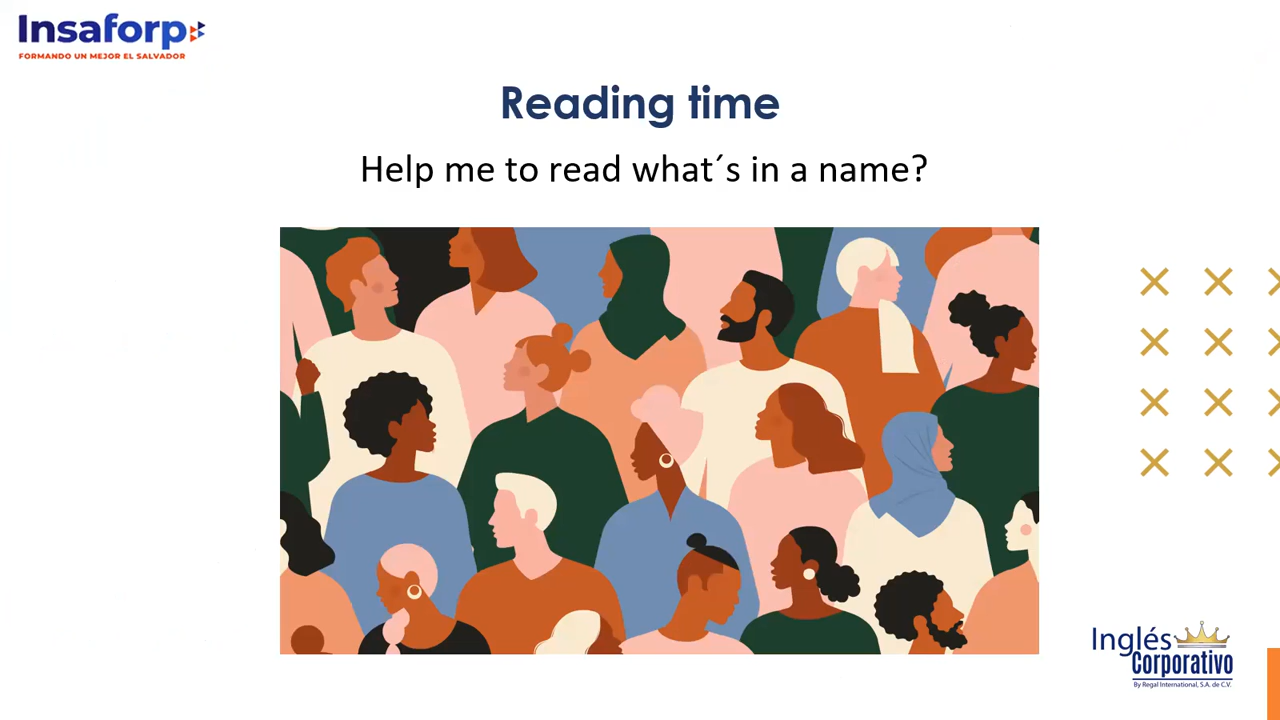 Insaforp
FORMANDO UN MEJOR EL SALVADOR
Reading time
Help me to read what´s in a name?
Inglés
Corporativo
By Regal International, S.A. de C.V.